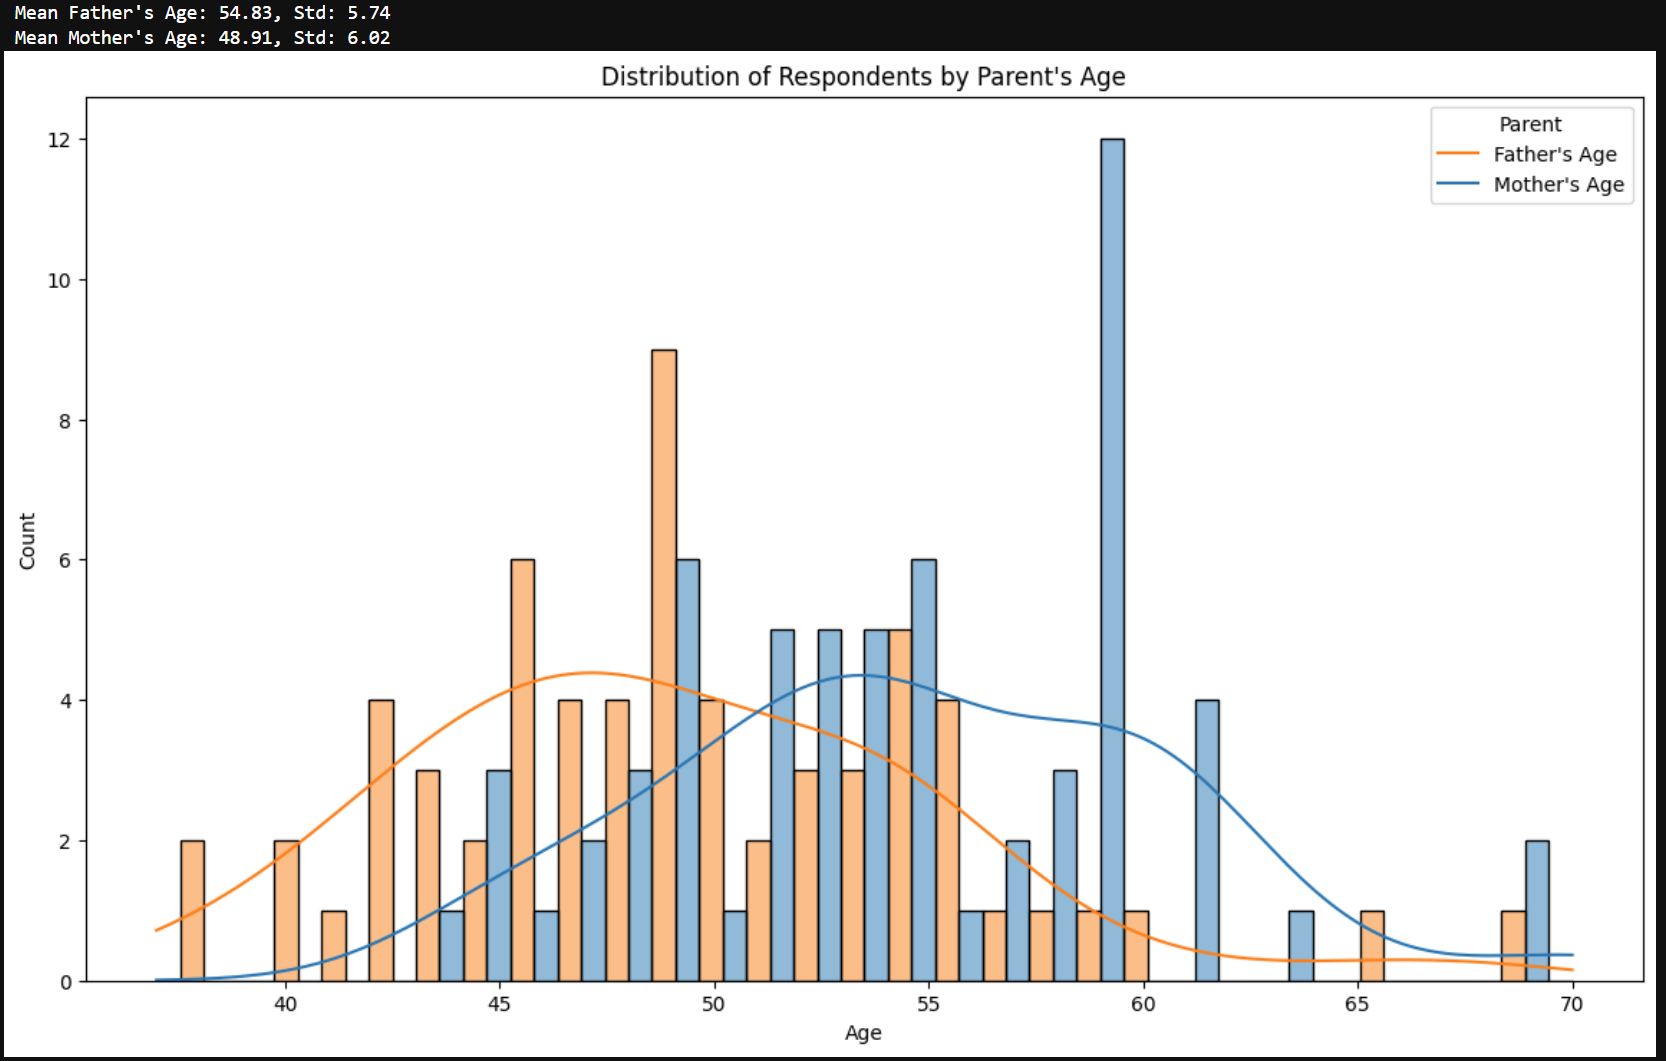 Mean Father's Age: 54.83, Std: 5.74
Mean Mother's Age: 48.91, Std: 6.02
Distribution of Respondents by Parent's Age
Parent
Father's Age
Mother's Age
12
10
8
6
4
2
0
Count
40 45 50 55 60 65 70
Age